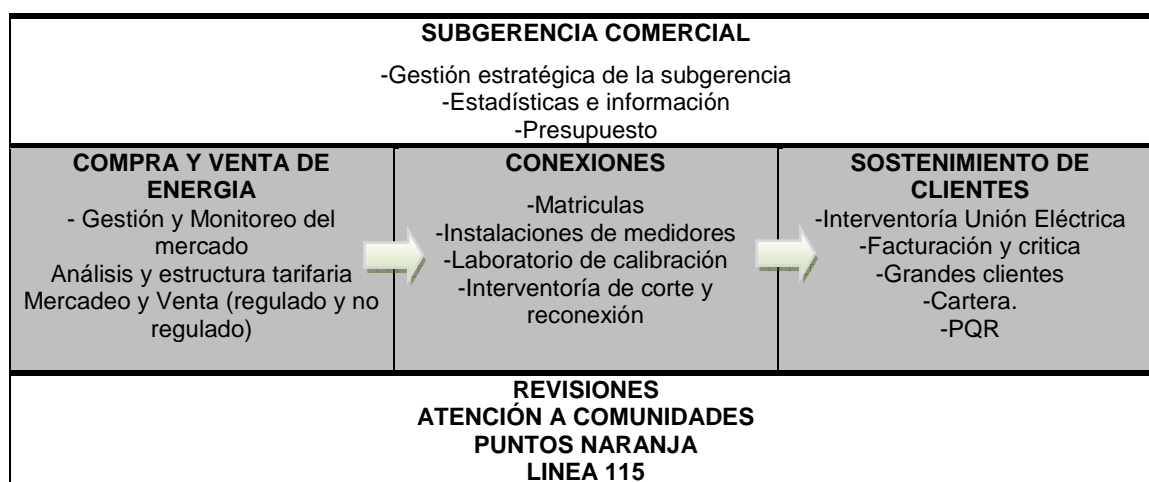 SUBGERENCIA COMERCIAL
-Gestión estratégica de la subgerencia
-Estadísticas e información
-Presupuesto
COMPRA Y VENTA DE
ENERGIA
- Gestión y Monitoreo del
mercado
Análisis y estructura tarifaria
Mercadeo y Venta (regulado y no
regulado)
CONEXIONES
-Matriculas
-Instalaciones de medidores
-Laboratorio de calibración
-Interventoría de corte y
reconexión
SOSTENIMIENTO DE
CLIENTES
-Interventoría Unión Eléctrica
-Facturación y critica
-Grandes clientes
-Cartera.
-PQR
REVISIONES
ATENCIÓN A COMUNIDADES
PUNTOS NARANJA
LINEA 115